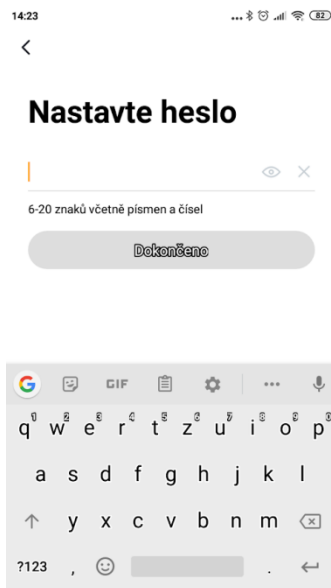 14:23 82
Nastavte heslo
6-20 znaků včetně písmen a čísel
Dokončeno
G GIF
1 2 3 4 5 6 7 8 9 0
q w e r t z u i o p
a s d f g h j k l
y x c v b n m
?123 , .